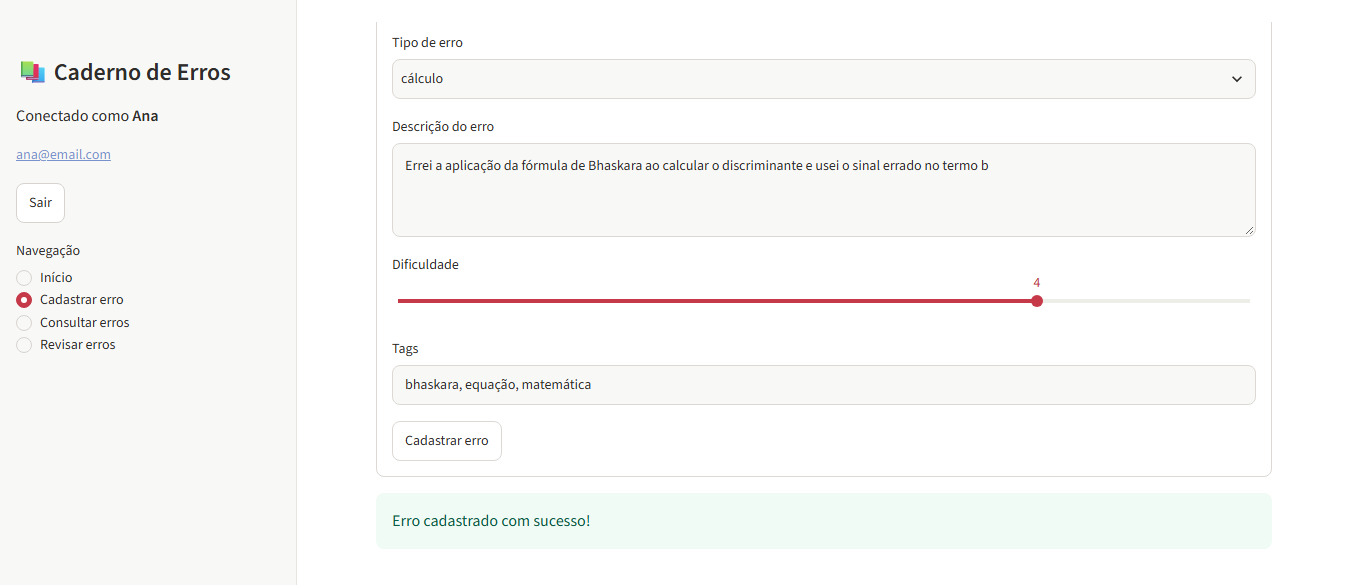 Caderno de Erros
Conectado como Ana
ana@email.com
Sair
Navegação
Início
Cadastrar erro
Consultar erros
Revisar erros
Tipo de erro
cálculo
Descrição do erro
Errei a aplicação da fórmula de Bhaskara ao calcular o discriminante e usei o sinal errado no termo b
Dificuldade
4
Tags
bhaskara, equação, matemática
Cadastrar erro
Erro cadastrado com sucesso!